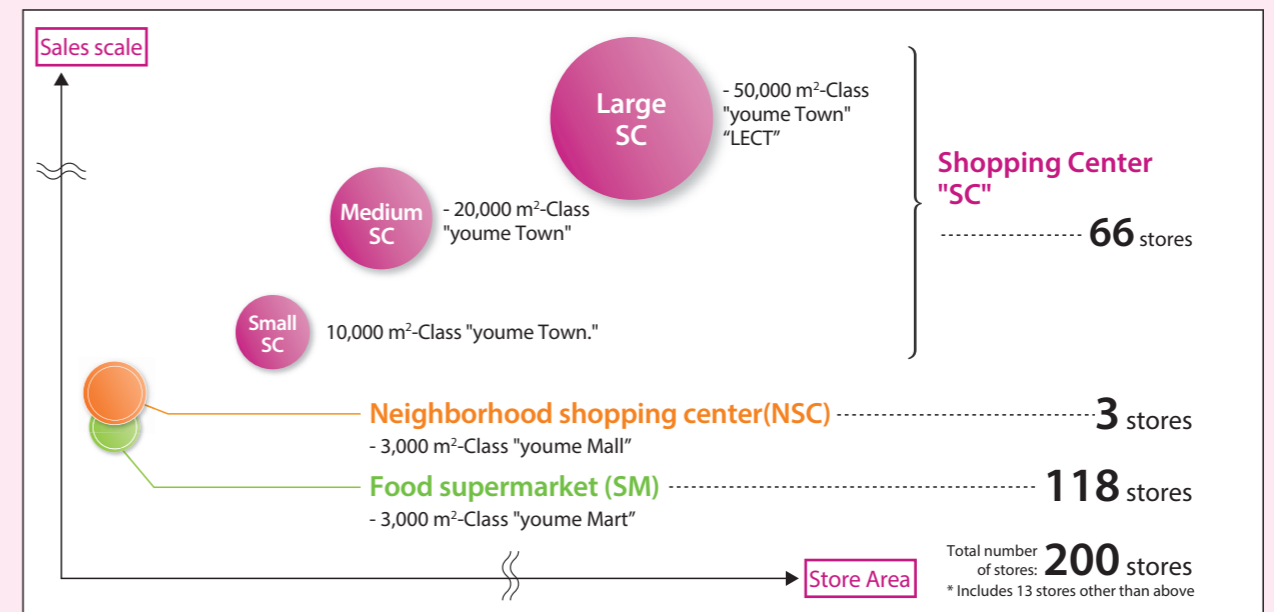 Sales scale
Large
SC
- 50,000 m²-Class
"youme Town"
“LECT”
Shopping Center
"SC"
66 stores
Medium
SC
- 20,000 m²-Class
"youme Town"
Small
SC
10,000 m²-Class "youme Town."
Neighborhood shopping center(NSC) 3 stores
- 3,000 m²-Class "youme Mall”
Food supermarket (SM) 118 stores
- 3,000 m²-Class "youme Mart”
Total number
of stores: 200 stores
* Includes 13 stores other than above
Store Area